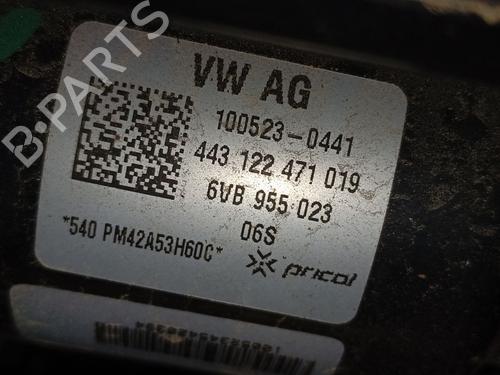 B-PARTS
VW AG
100523-0441
443 122 471 019
6VB 955 023
06S
*540 PM42A53H60C*
pricol